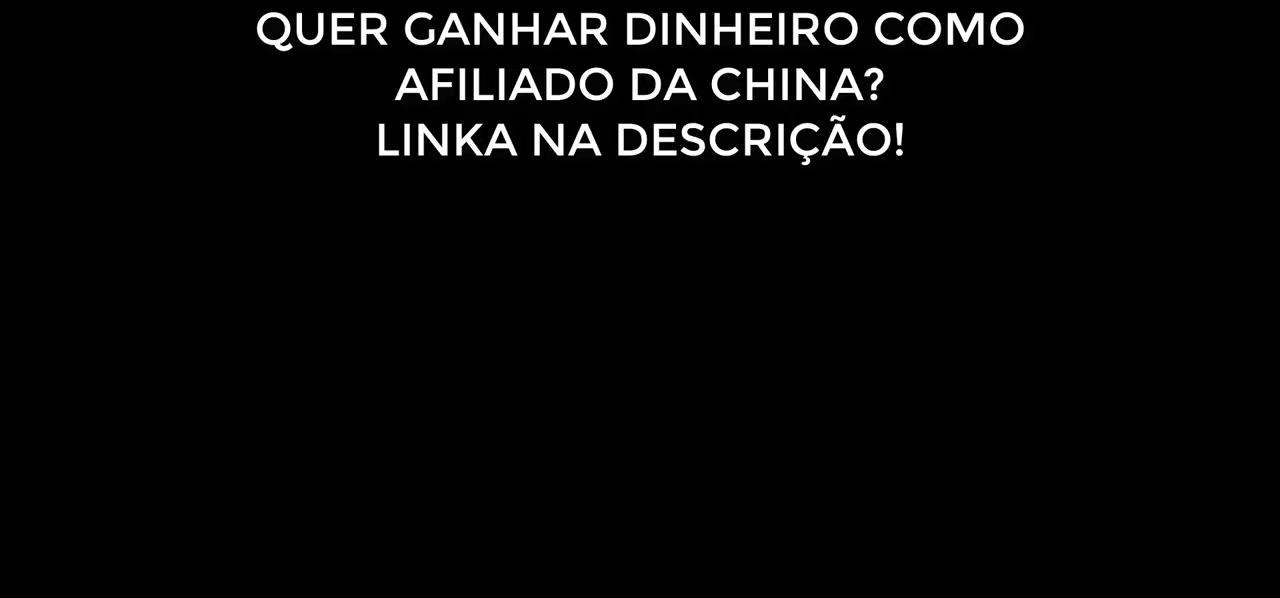 QUER GANHAR DINHEIRO COMO
AFILIADO DA CHINA?
LINKA NA DESCRIÇÃO!